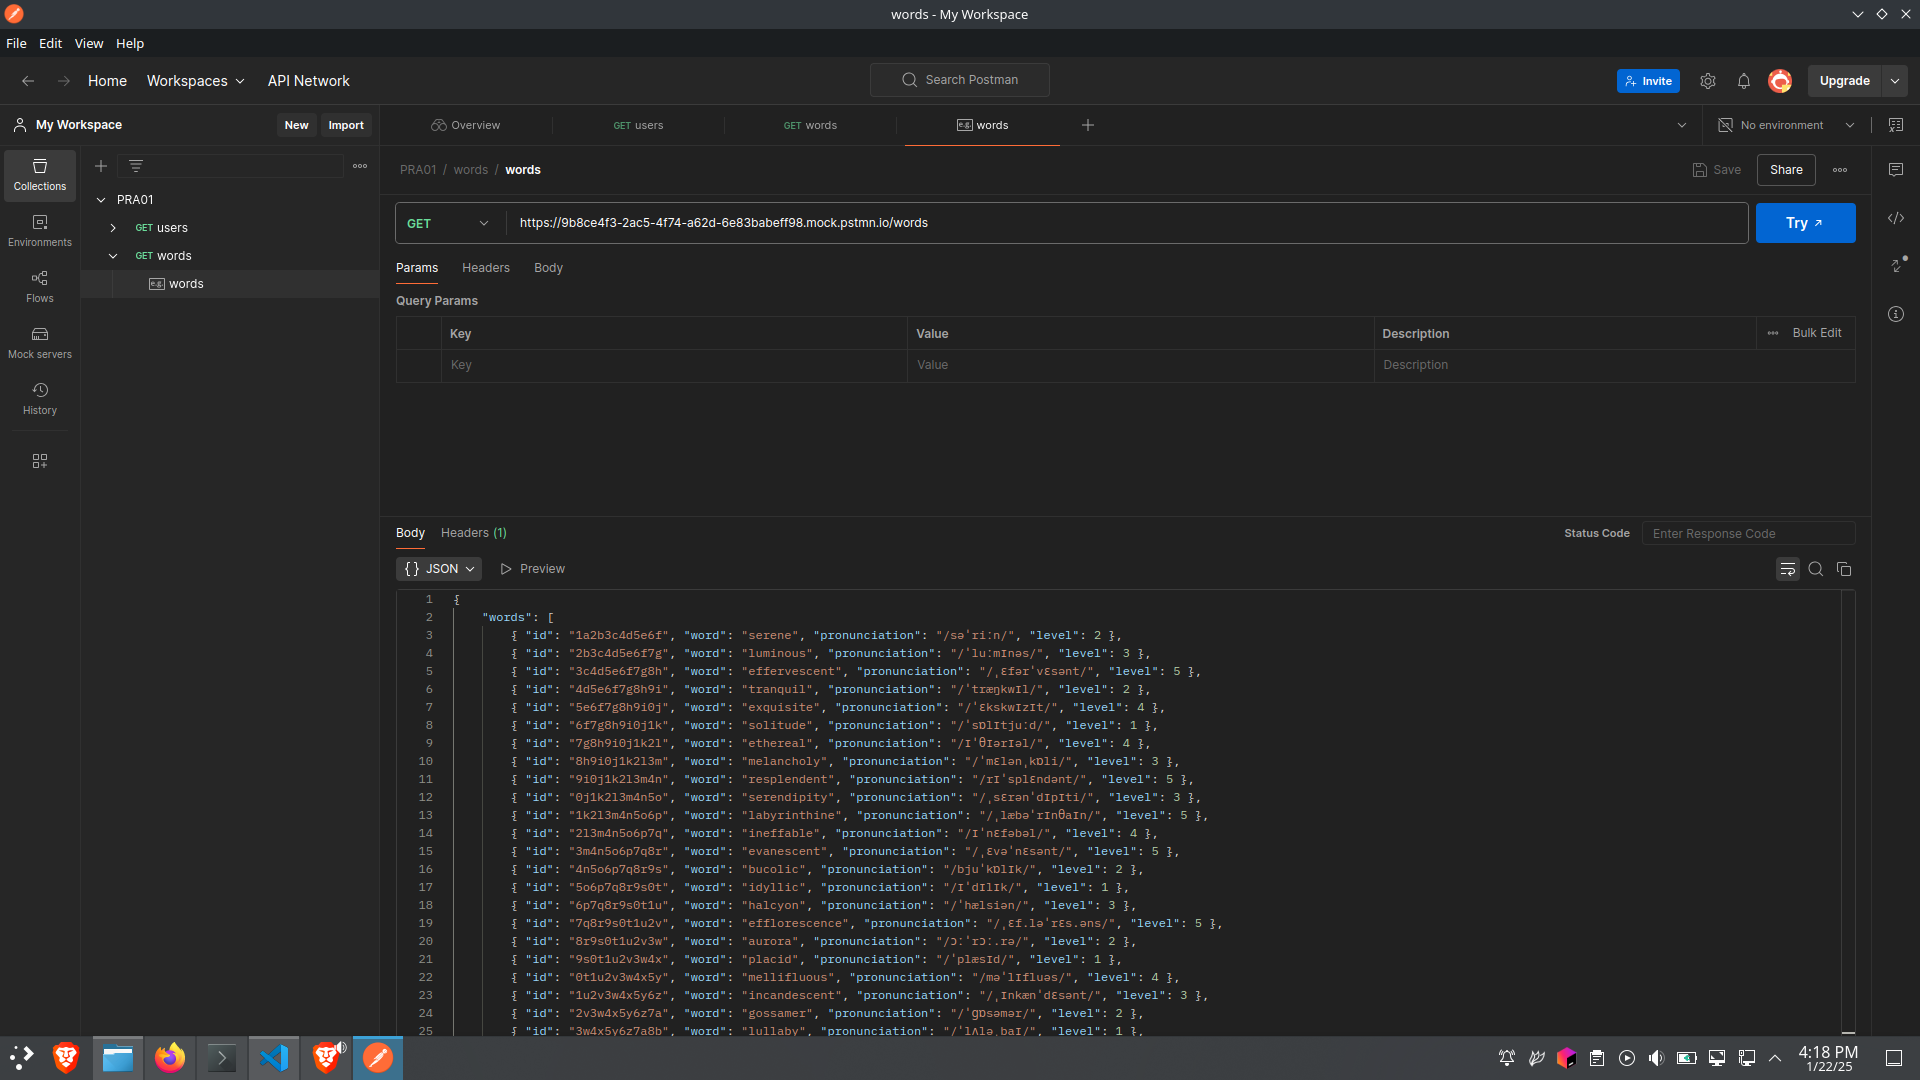 words - My Workspace
File Edit View Help
Home Workspaces API Network Search Postman Invite Upgrade
My Workspace New Import Overview GET users GET words e.g. words No environment
PRA01 / words / words Save Share
Collections
Environments
Flows
Mock servers
History
PRA01
GET users
GET words
e.g. words
GET https://9b8ce4f3-2ac5-4f74-a62d-6e83babeff98.mock.pstmn.io/words Try
Params Headers Body
Query Params
Key Value Description Bulk Edit
Key Value Description
Body Headers (1) Status Code Enter Response Code
{} JSON Preview
1 {
2 "words": [
3 { "id": "1a2b3c4d5e6f", "word": "serene", "pronunciation": "/səˈriːn/", "level": 2 },
4 { "id": "2b3c4d5e6f7g", "word": "luminous", "pronunciation": "/ˈluːmɪnəs/", "level": 3 },
5 { "id": "3c4d5e6f7g8h", "word": "effervescent", "pronunciation": "/ˌɛfərˈvɛsənt/", "level": 5 },
6 { "id": "4d5e6f7g8h9i", "word": "tranquil", "pronunciation": "/ˈtræŋkwɪl/", "level": 2 },
7 { "id": "5e6f7g8h9i0j", "word": "exquisite", "pronunciation": "/ˈɛkskwɪzɪt/", "level": 4 },
8 { "id": "6f7g8h9i0j1k", "word": "solitude", "pronunciation": "/ˈsɒlɪtjuːd/", "level": 1 },
9 { "id": "7g8h9i0j1k2l", "word": "ethereal", "pronunciation": "/ɪˈθɪərɪəl/", "level": 4 },
10 { "id": "8h9i0j1k2l3m", "word": "melancholy", "pronunciation": "/ˈmɛlənˌkɒli/", "level": 3 },
11 { "id": "9i0j1k2l3m4n", "word": "resplendent", "pronunciation": "/rɪˈsplɛndənt/", "level": 5 },
12 { "id": "0j1k2l3m4n5o", "word": "serendipity", "pronunciation": "/ˌsɛrənˈdɪpɪti/", "level": 3 },
13 { "id": "1k2l3m4n5o6p", "word": "labyrinthine", "pronunciation": "/ˌlæbəˈrɪnθaɪn/", "level": 5 },
14 { "id": "2l3m4n5o6p7q", "word": "ineffable", "pronunciation": "/ɪˈnɛfəbəl/", "level": 4 },
15 { "id": "3m4n5o6p7q8r", "word": "evanescent", "pronunciation": "/ˌɛvəˈnɛsənt/", "level": 5 },
16 { "id": "4n5o6p7q8r9s", "word": "bucolic", "pronunciation": "/bjuˈkɒlɪk/", "level": 2 },
17 { "id": "5o6p7q8r9s0t", "word": "idyllic", "pronunciation": "/ɪˈdɪlɪk/", "level": 1 },
18 { "id": "6p7q8r9s0t1u", "word": "halcyon", "pronunciation": "/ˈhælsiən/", "level": 3 },
19 { "id": "7q8r9s0t1u2v", "word": "efflorescence", "pronunciation": "/ˌɛf.ləˈrɛs.əns/", "level": 5 },
20 { "id": "8r9s0t1u2v3w", "word": "aurora", "pronunciation": "/ɔːˈrɔː.rə/", "level": 2 },
21 { "id": "9s0t1u2v3w4x", "word": "placid", "pronunciation": "/ˈplæsɪd/", "level": 1 },
22 { "id": "0t1u2v3w4x5y", "word": "mellifluous", "pronunciation": "/məˈlɪfluəs/", "level": 4 },
23 { "id": "1u2v3w4x5y6z", "word": "incandescent", "pronunciation": "/ˌɪnkænˈdɛsənt/", "level": 3 },
24 { "id": "2v3w4x5y6z7a", "word": "gossamer", "pronunciation": "/ˈɡɒsəmər/", "level": 2 },
25 { "id": "3w4x5y6z7a8b", "word": "lullaby", "pronunciation": "/ˈlʌləˌbaɪ/", "level": 1 },
4:18 PM
1/22/25